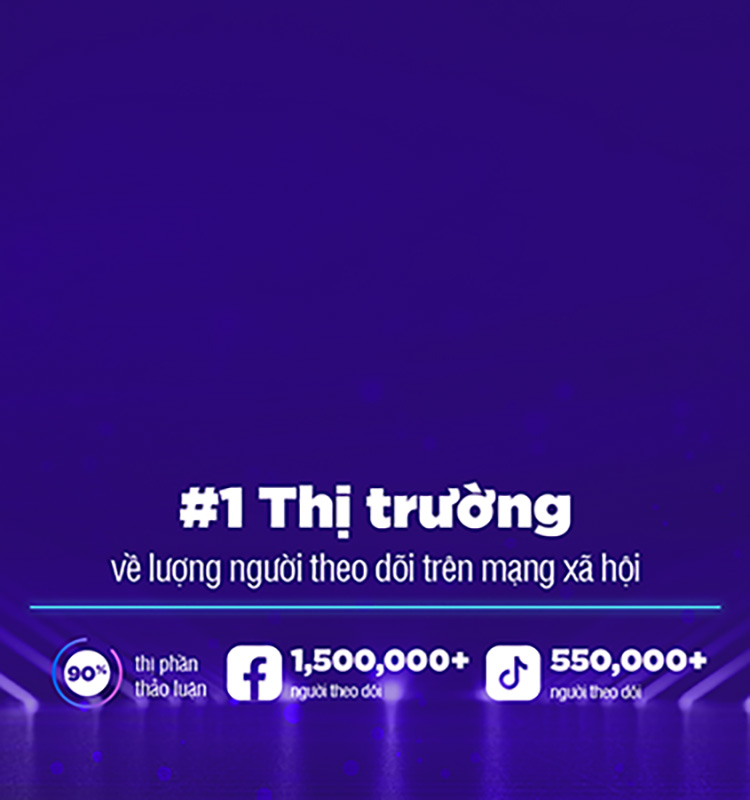 #1 Thị trường
về lượng người theo dõi trên mạng xã hội
90%
thị phần
thảo luận
1,500,000+
người theo dõi
550,000+
người theo dõi